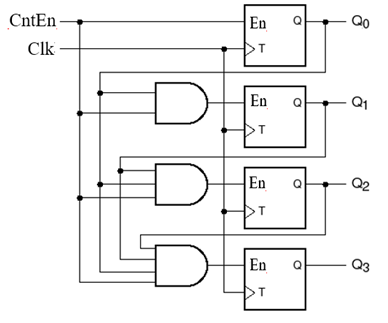 CntEn En Q Q0
Clk T
En Q Q1
T
En Q Q2
T
En Q Q3
T